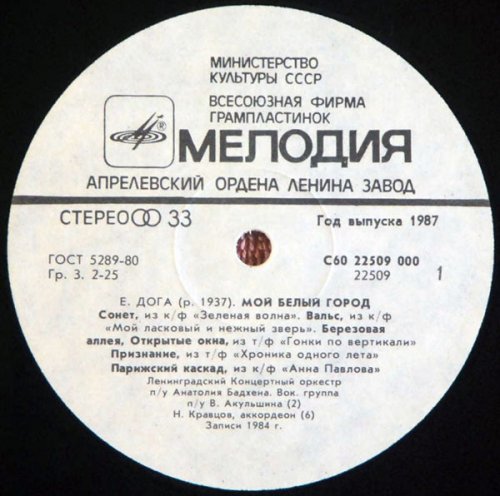 МИНИСТЕРСТВО
КУЛЬТУРЫ СССР
ВСЕСОЮЗНАЯ ФИРМА
ГРАМПЛАСТИНОК
®
МЕЛОДИЯ
АПРЕЛЕВСКИЙ ОРДЕНА ЛЕНИНА ЗАВОД
СТЕРЕО 33
Год выпуска 1987
ГОСТ 5289-80
Гр. 3. 2-25
С60 22509 000
22509
1
Е. ДОГА (р. 1937). МОЙ БЕЛЫЙ ГОРОД
Сонет, из к/ф «Зеленая волна». Вальс, из к/ф
«Мой ласковый и нежный зверь». Березовая
аллея, Открытые окна, из т/ф «Гонки по вертикали»
Признание, из т/ф «Хроника одного лета»
Парижский каскад, из к/ф «Анна Павлова»
Ленинградский Концертный оркестр
п/у Анатолия Бадхена. Вок. группа
п/у В. Акульшина (2)
Н. Кравцов, аккордеон (6)
Записи 1984 г.